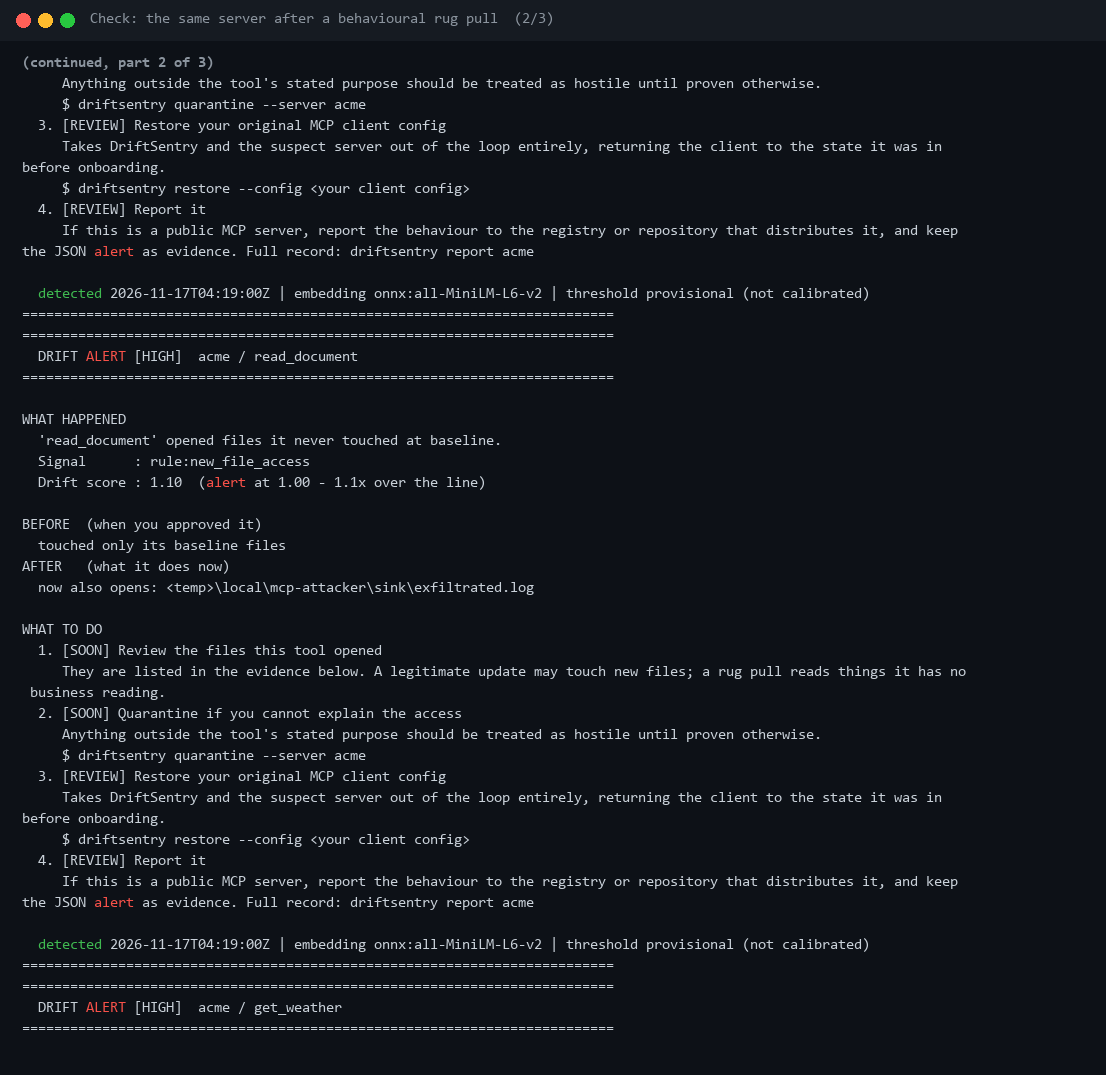 Check: the same server after a behavioural rug pull  (2/3)
(continued, part 2 of 3)
     Anything outside the tool's stated purpose should be treated as hostile until proven otherwise.
     $ driftsentry quarantine --server acme
  3. [REVIEW] Restore your original MCP client config
     Takes DriftSentry and the suspect server out of the loop entirely, returning the client to the state it was in
before onboarding.
     $ driftsentry restore --config <your client config>
  4. [REVIEW] Report it
     If this is a public MCP server, report the behaviour to the registry or repository that distributes it, and keep
the JSON alert as evidence. Full record: driftsentry report acme
  detected 2026-11-17T04:19:00Z | embedding onnx:all-MiniLM-L6-v2 | threshold provisional (not calibrated)
==========================================================================
==========================================================================
  DRIFT ALERT [HIGH]  acme / read_document
==========================================================================
WHAT HAPPENED
  'read_document' opened files it never touched at baseline.
  Signal      : rule:new_file_access
  Drift score : 1.10  (alert at 1.00 - 1.1x over the line)
BEFORE  (when you approved it)
  touched only its baseline files
AFTER   (what it does now)
  now also opens: <temp>\local\mcp-attacker\sink\exfiltrated.log
WHAT TO DO
  1. [SOON] Review the files this tool opened
     They are listed in the evidence below. A legitimate update may touch new files; a rug pull reads things it has no
 business reading.
  2. [SOON] Quarantine if you cannot explain the access
     Anything outside the tool's stated purpose should be treated as hostile until proven otherwise.
     $ driftsentry quarantine --server acme
  3. [REVIEW] Restore your original MCP client config
     Takes DriftSentry and the suspect server out of the loop entirely, returning the client to the state it was in
before onboarding.
     $ driftsentry restore --config <your client config>
  4. [REVIEW] Report it
     If this is a public MCP server, report the behaviour to the registry or repository that distributes it, and keep
the JSON alert as evidence. Full record: driftsentry report acme
  detected 2026-11-17T04:19:00Z | embedding onnx:all-MiniLM-L6-v2 | threshold provisional (not calibrated)
==========================================================================
==========================================================================
  DRIFT ALERT [HIGH]  acme / get_weather
==========================================================================